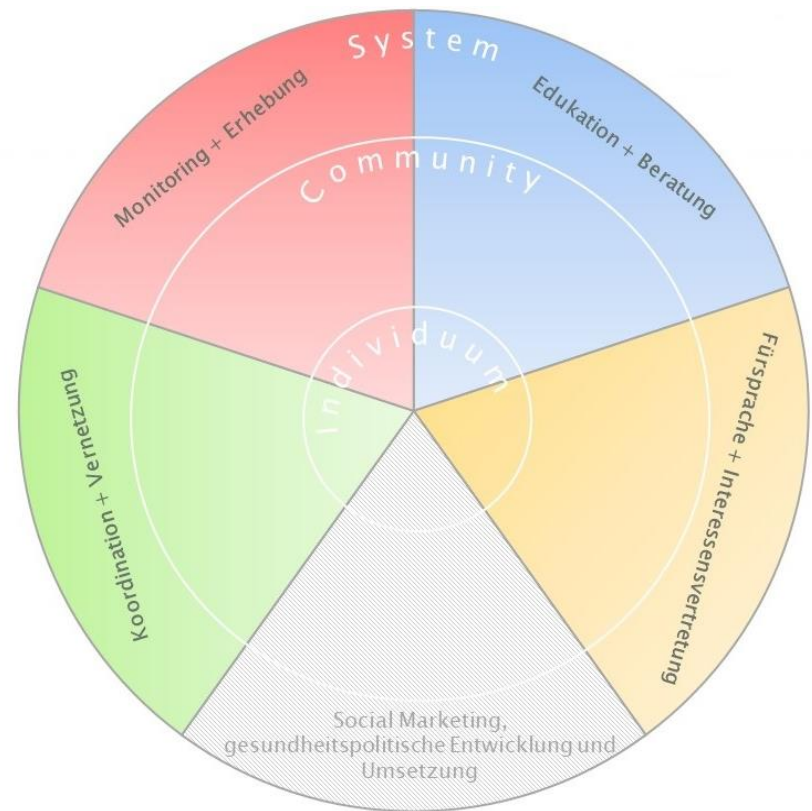 System
Monitoring + Erhebung
Edukation + Beratung
Community
Individuum
Koordination + Vernetzung
Fürsprache + Interessensvertretung
Social Marketing,
gesundheitspolitische Entwicklung und
Umsetzung